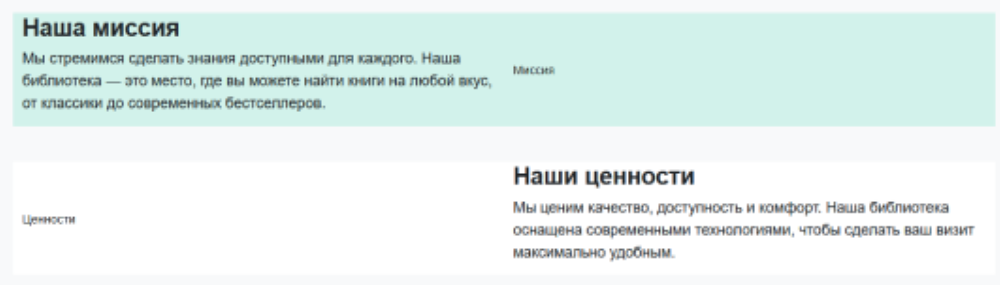 Наша миссия
Мы стремимся сделать знания доступными для каждого. Наша
библиотека — это место, где вы можете найти книги на любой вкус,
от классики до современных бестселлеров.
Миссия
Ценности
Наши ценности
Мы ценим качество, доступность и комфорт. Наша библиотека
оснащена современными технологиями, чтобы сделать ваш визит
максимально удобным.